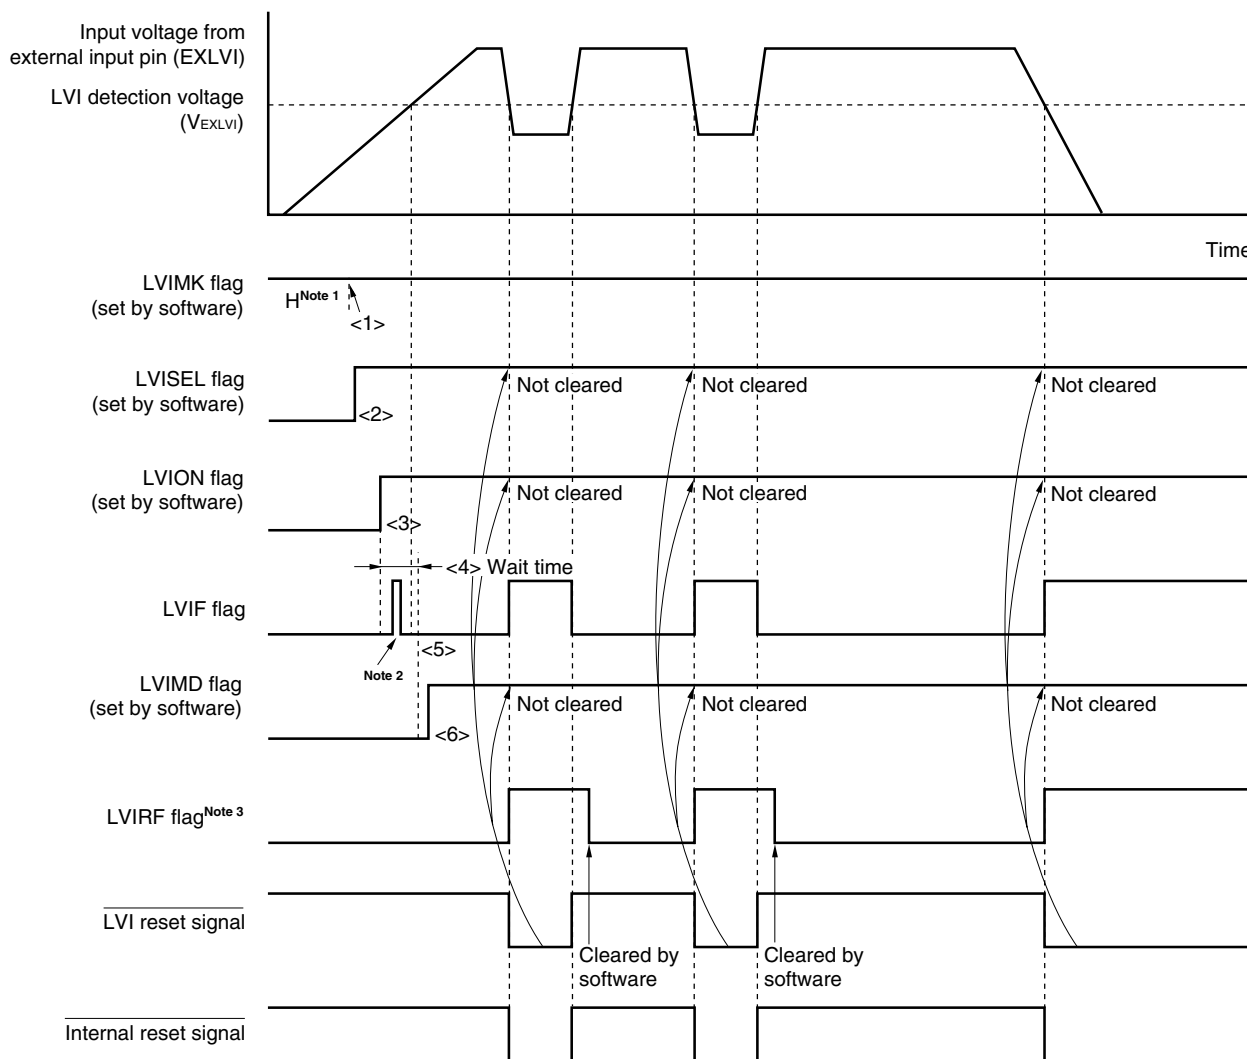 Input voltage from
external input pin (EXLVI)
LVI detection voltage
(VEXLVI)
Time
LVIMK flag
(set by software)
H Note 1
<1>
LVISEL flag
(set by software)
<2>
Not cleared
Not cleared
Not cleared
LVION flag
(set by software)
<3>
Not cleared
Not cleared
Not cleared
<4> Wait time
LVIF flag
Note 2
<5>
LVIMD flag
(set by software)
<6>
Not cleared
Not cleared
Not cleared
LVIRF flag Note 3
LVI reset signal
Cleared by
software
Cleared by
software
Internal reset signal